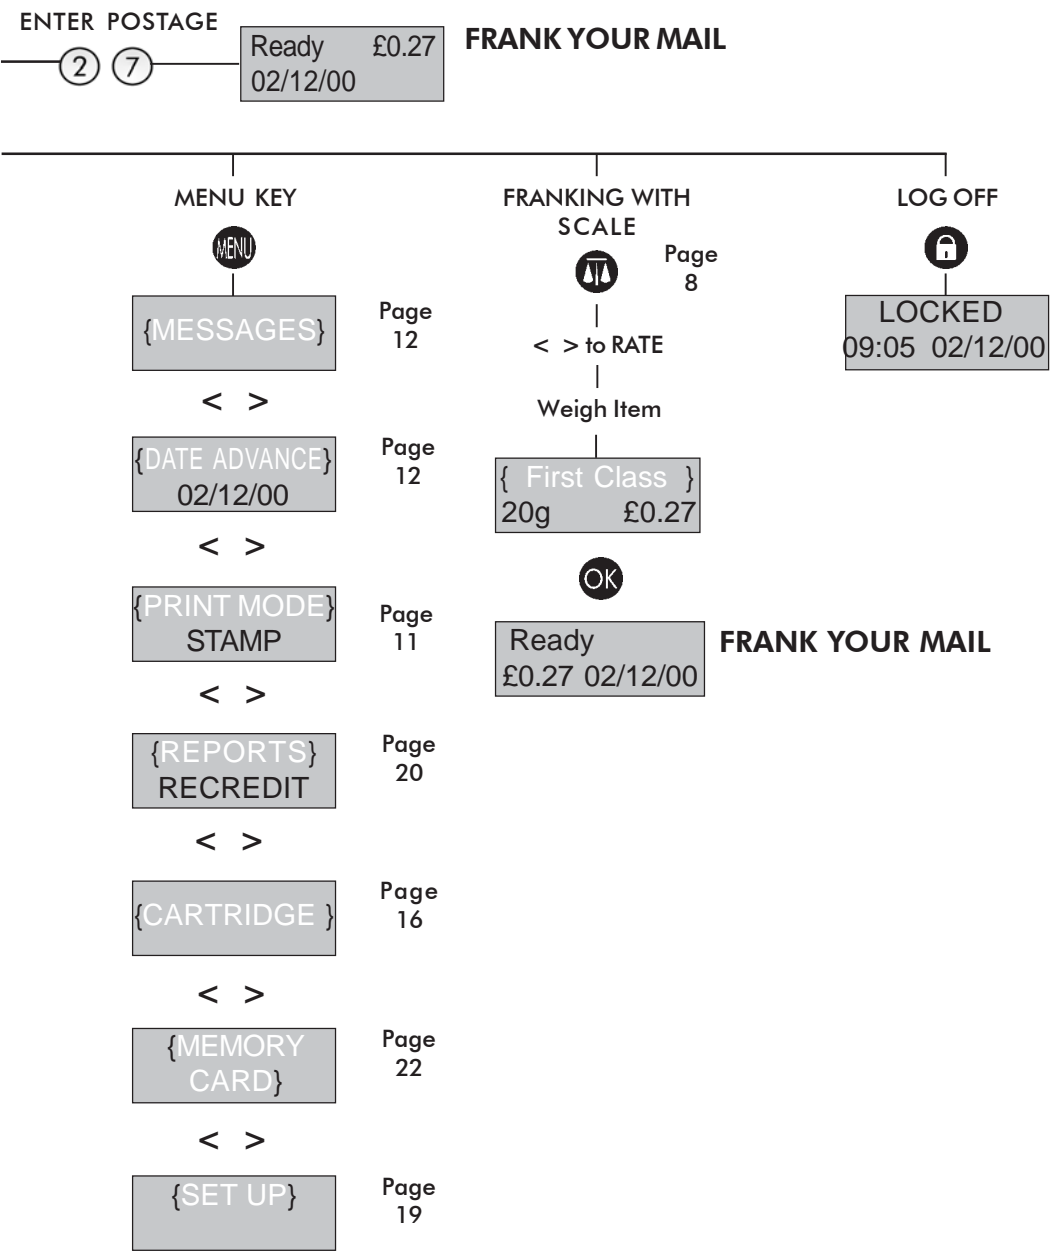 ENTER POSTAGE
2 7
Ready £0.27
02/12/00
FRANK YOUR MAIL
MENU KEY
MENU
{MESSAGES}
Page
12
< >
{DATE ADVANCE}
02/12/00
Page
12
< >
{PRINT MODE}
STAMP
Page
11
< >
{REPORTS}
RECREDIT
Page
20
< >
{CARTRIDGE }
Page
16
< >
{MEMORY
CARD}
Page
22
< >
{SET UP}
Page
19
FRANKING WITH
SCALE
Page
8
< > to RATE
Weigh Item
{ First Class }
20g £0.27
OK
Ready
£0.27 02/12/00
FRANK YOUR MAIL
LOG OFF
LOCKED
09:05 02/12/00